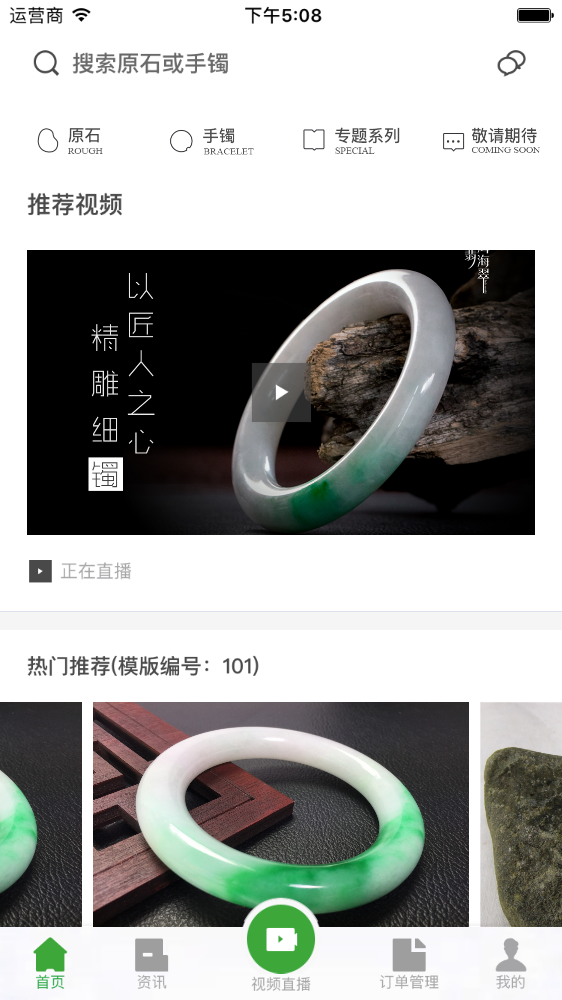 运营商
下午5:08
搜索原石或手镯
原石
ROUGH
手镯
BRACELET
专题系列
SPECIAL
敬请期待
COMING SOON
推荐视频
以匠人之心
精雕细镯
正在直播
热门推荐(模版编号：101)
首页
资讯
视频直播
订单管理
我的